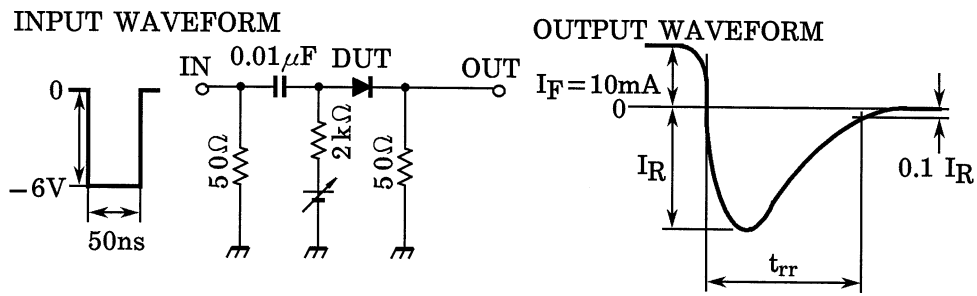 INPUT WAVEFORM
0
−6V
50ns
IN
0.01μF
DUT
OUT
50Ω
2kΩ
50Ω
OUTPUT WAVEFORM
IF=10mA
0
IR
0.1 IR
trr